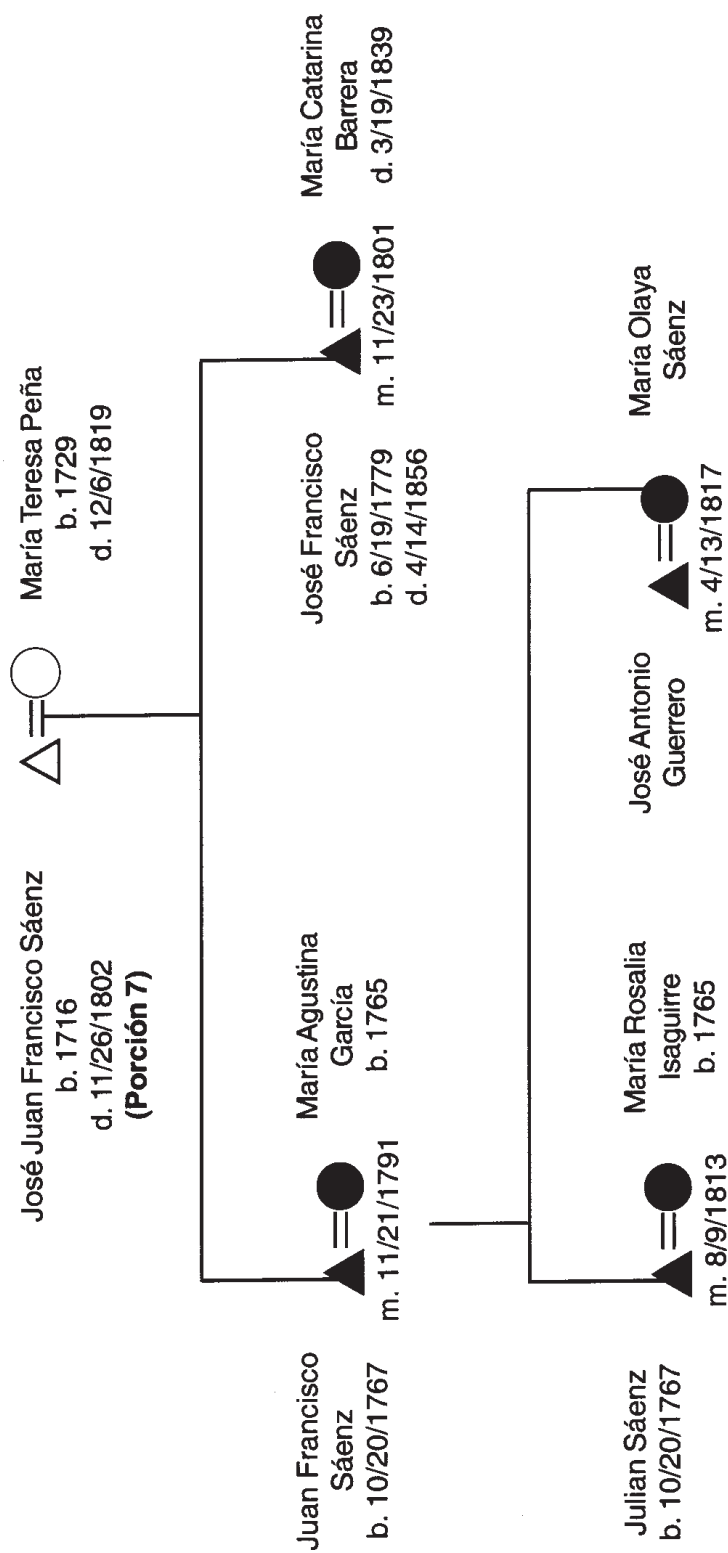 José Juan Francisco Sáenz
b. 1716
d. 11/26/1802
(Porción 7)
María Teresa Peña
b. 1729
d. 12/6/1819
Juan Francisco
Sáenz
b. 10/20/1767
m. 11/21/1791
María Agustina
García
b. 1765
José Francisco
Sáenz
b. 6/19/1779
d. 4/14/1856
m. 11/23/1801
María Catarina
Barrera
d. 3/19/1839
Julian Sáenz
b. 10/20/1767
m. 8/9/1813
María Rosalia
Isaguirre
b. 1765
José Antonio
Guerrero
m. 4/13/1817
María Olaya
Sáenz